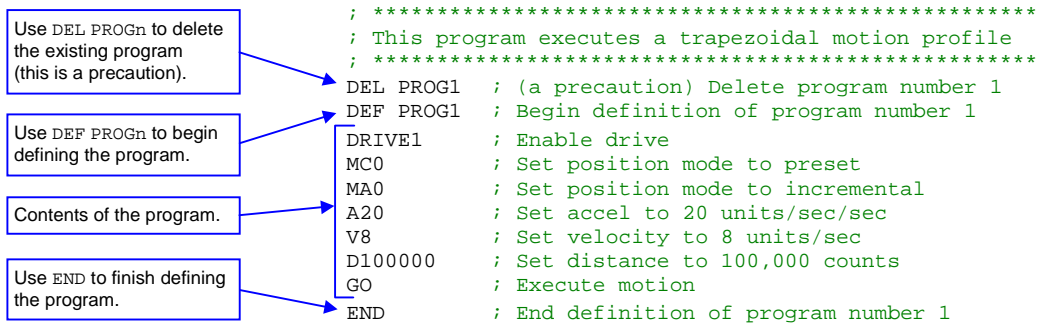 Use DEL PROGn to delete
the existing program
(this is a precaution).
Use DEF PROGn to begin
defining the program.
Contents of the program.
Use END to finish defining
the program.
; ****************************************************
; This program executes a trapezoidal motion profile
; ****************************************************
DEL PROG1 ; (a precaution) Delete program number 1
DEF PROG1 ; Begin definition of program number 1
DRIVE1 ; Enable drive
MC0 ; Set position mode to preset
MA0 ; Set position mode to incremental
A20 ; Set accel to 20 units/sec/sec
V8 ; Set velocity to 8 units/sec
D100000 ; Set distance to 100,000 counts
GO ; Execute motion
END ; End definition of program number 1